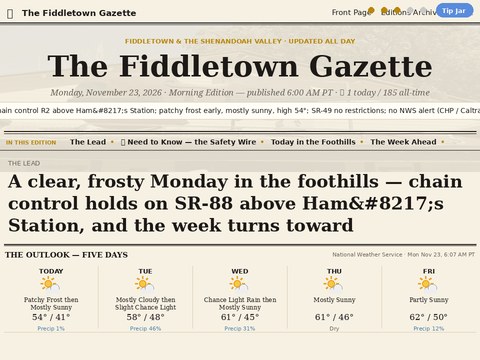 The Fiddletown Gazette
Front Page Editions Archiv
Tip Jar
FIDDLETOWN & THE SHENANDOAH VALLEY · UPDATED ALL DAY
The Fiddletown Gazette
Monday, November 23, 2026 · Morning Edition — published 6:00 AM PT · 1 today / 185 all-time
ain control R2 above Ham&#8217;s Station; patchy frost early, mostly sunny, high 54°; SR-49 no restrictions; no NWS alert (CHP / Caltra
IN THIS EDITION The Lead • Need to Know — the Safety Wire • Today in the Foothills • The Week Ahead •
THE LEAD
A clear, frosty Monday in the foothills — chain
control holds on SR-88 above Ham&#8217;s
Station, and the week turns toward
THE OUTLOOK — FIVE DAYS
National Weather Service · Mon Nov 23, 6:07 AM PT
TODAY TUE WED THU FRI
Patchy Frost then Mostly Cloudy then Chance Light Rain then Mostly Sunny Partly Sunny
Mostly Sunny Slight Chance Light Mostly Sunny
54° / 41° 58° / 48° 61° / 45° 61° / 46° 62° / 50°
Precip 1% Precip 46% Precip 31% Dry Precip 12%